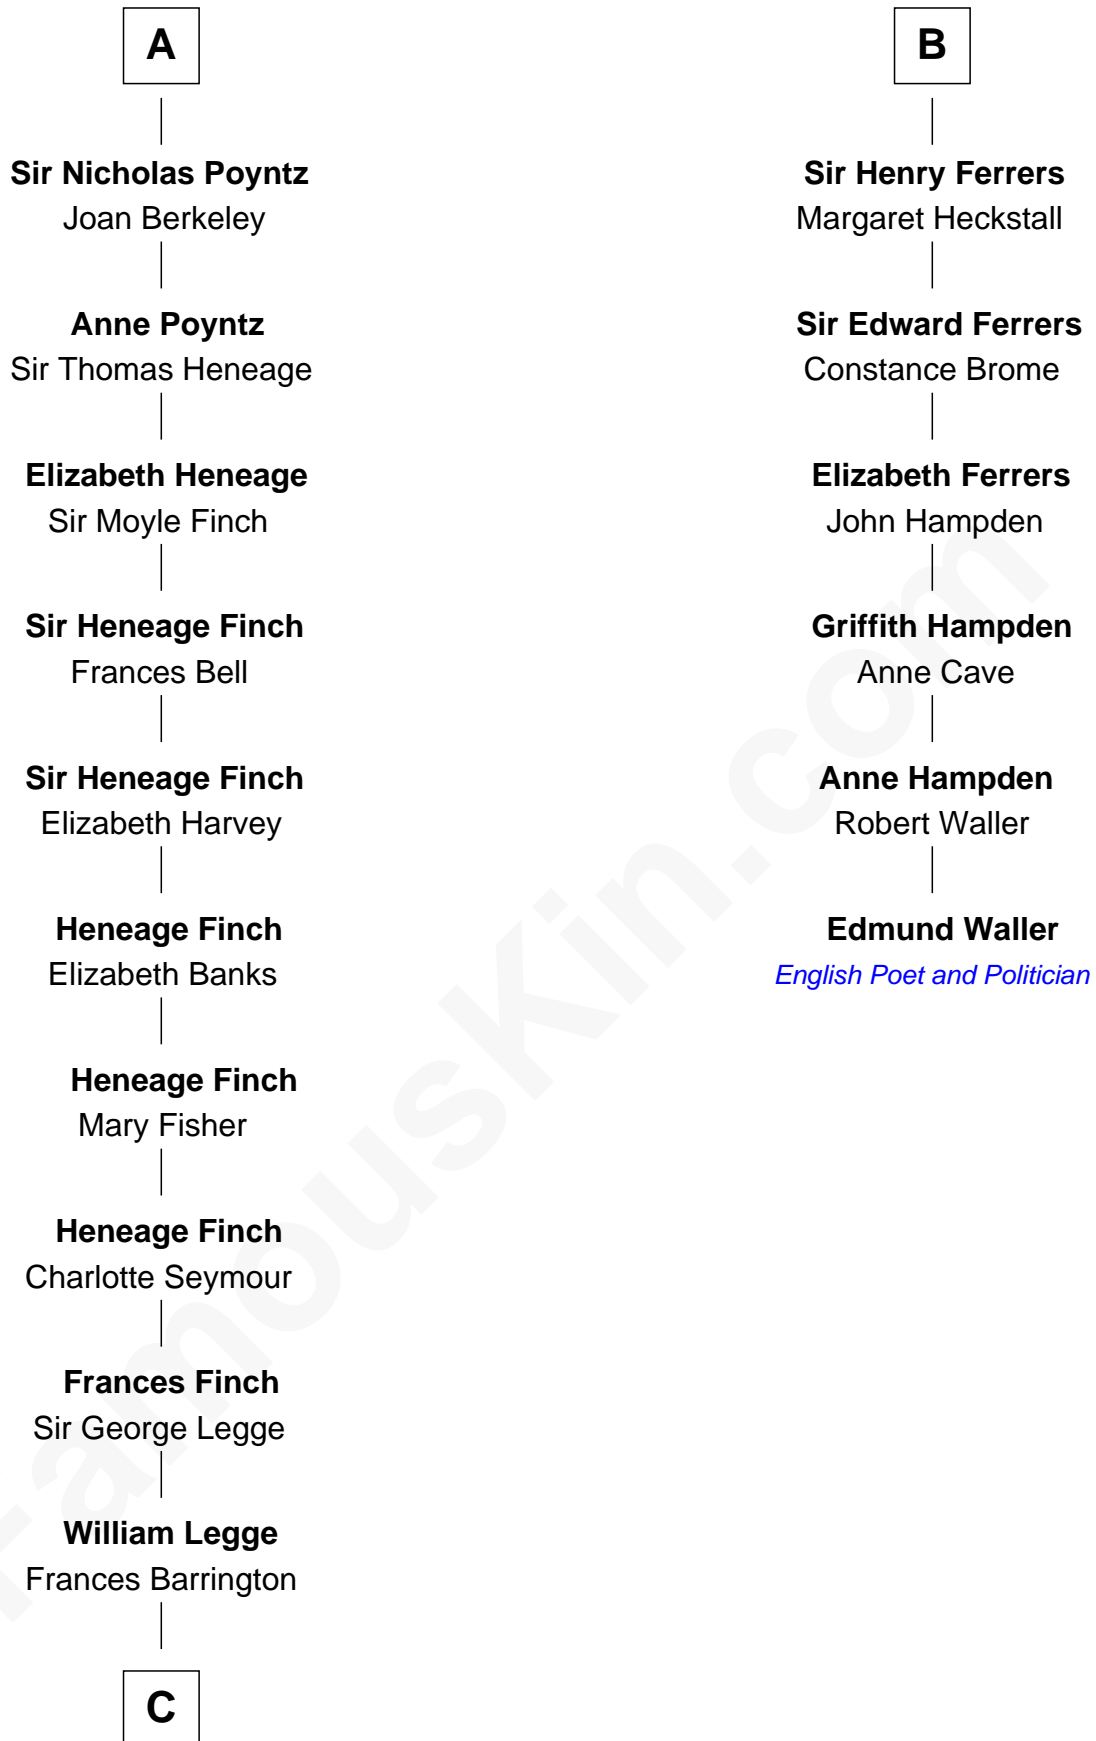 A
Sir Nicholas Poyntz
Joan Berkeley
Anne Poyntz
Sir Thomas Heneage
Elizabeth Heneage
Sir Moyle Finch
Sir Heneage Finch
Frances Bell
Sir Heneage Finch
Elizabeth Harvey
Heneage Finch
Elizabeth Banks
Heneage Finch
Mary Fisher
Heneage Finch
Charlotte Seymour
Frances Finch
Sir George Legge
William Legge
Frances Barrington
C
B
Sir Henry Ferrers
Margaret Heckstall
Sir Edward Ferrers
Constance Brome
Elizabeth Ferrers
John Hampden
Griffith Hampden
Anne Cave
Anne Hampden
Robert Waller
Edmund Waller
English Poet and Politician
FamousKin.com